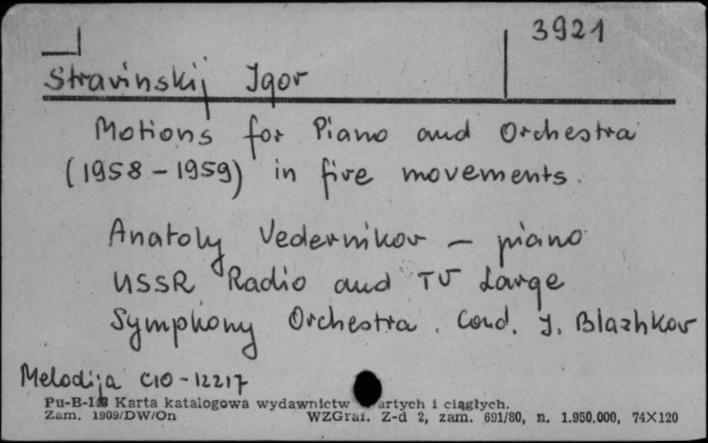 3921
Stravinskij Igor
Motions for Piano and Orchestra
(1958-1959) in five movements.
Anatoly Vedernikov - piano
USSR Radio and TV Large
Symphony Orchestra. Cond. I. Blazhkov
Melodija C10-12217
Pu-B-138 Karta katalogowa wydawnictw artych i ciągłych.
Zam. 1909/DW/On WZGraf. Z-d 2, zam. 691/80, n. 1.950.000, 74X120